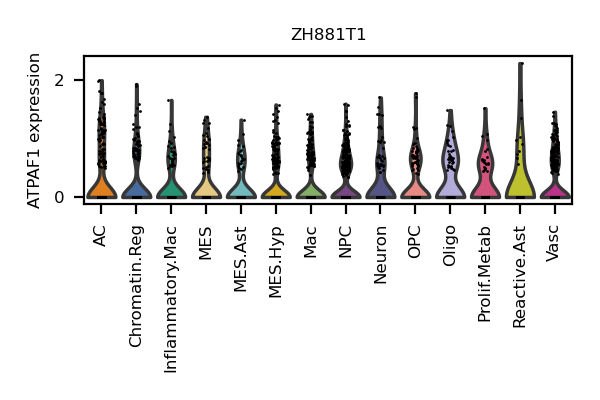 ZH881T1
ATPAF1 expression
2
0
AC
Chromatin.Reg
Inflammatory.Mac
MES
MES.Ast
MES.Hyp
Mac
NPC
Neuron
OPC
Oligo
Prolif.Metab
Reactive.Ast
Vasc